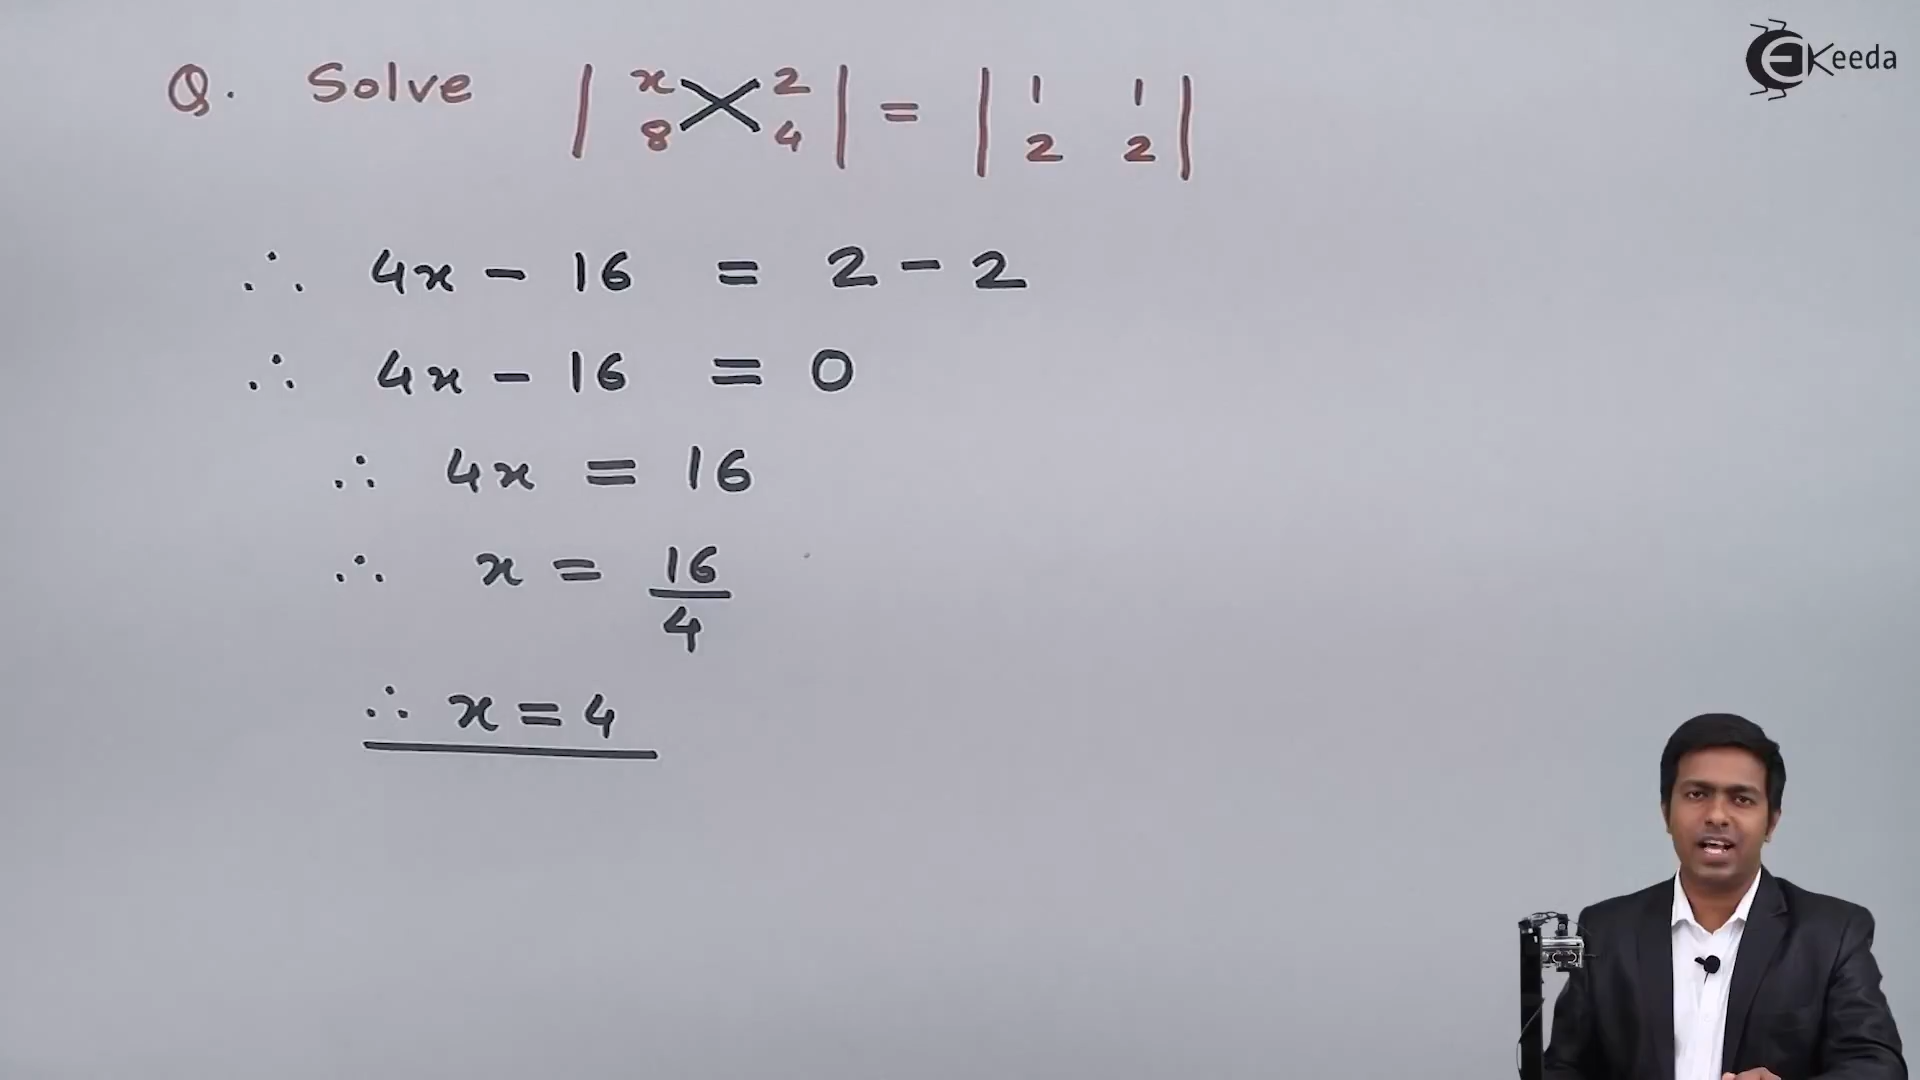 Keeda
Q. Solve | x 2 | = | 1 1 |
8 4 2 2
∴ 4x - 16 = 2 - 2
∴ 4x - 16 = 0
∴ 4x = 16
∴ x = 16
4
∴ x = 4